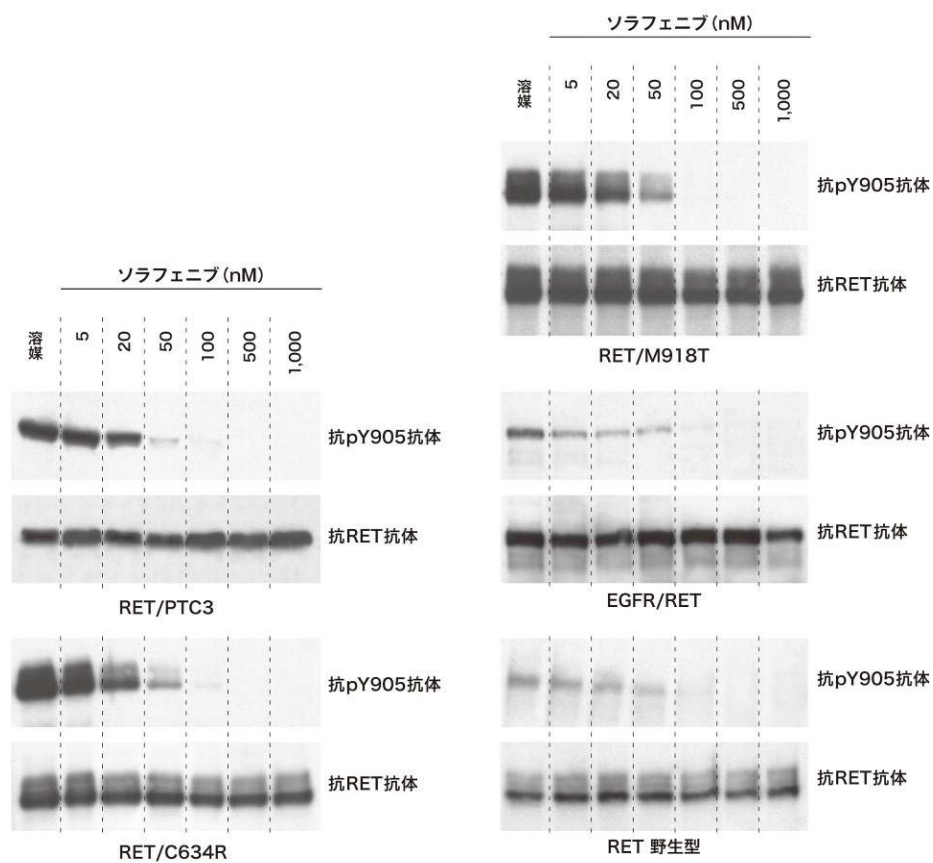 ソラフェニブ(nM)
溶媒
5
20
50
100
500
1,000
抗pY905抗体
抗RET抗体
RET/PTC3
抗pY905抗体
抗RET抗体
RET/C634R
ソラフェニブ(nM)
溶媒
5
20
50
100
500
1,000
抗pY905抗体
抗RET抗体
RET/M918T
抗pY905抗体
抗RET抗体
EGFR/RET
抗pY905抗体
抗RET抗体
RET 野生型